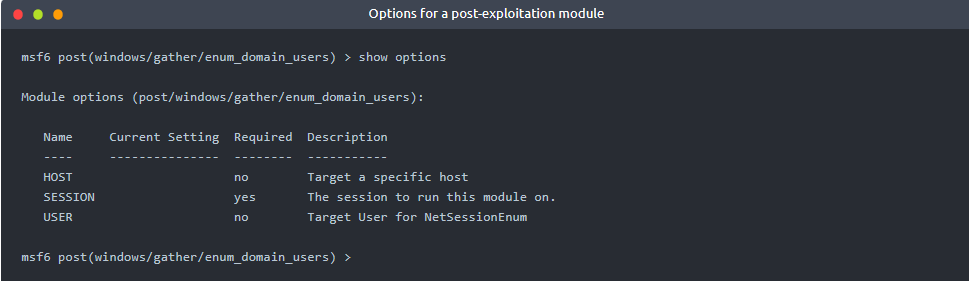 Options for a post-exploitation module
msf6 post(windows/gather/enum_domain_users) > show options
Module options (post/windows/gather/enum_domain_users):
Name     Current Setting  Required  Description
----     ---------------  --------  -----------
HOST                      no        Target a specific host
SESSION                   yes       The session to run this module on.
USER                      no        Target User for NetSessionEnum
msf6 post(windows/gather/enum_domain_users) >